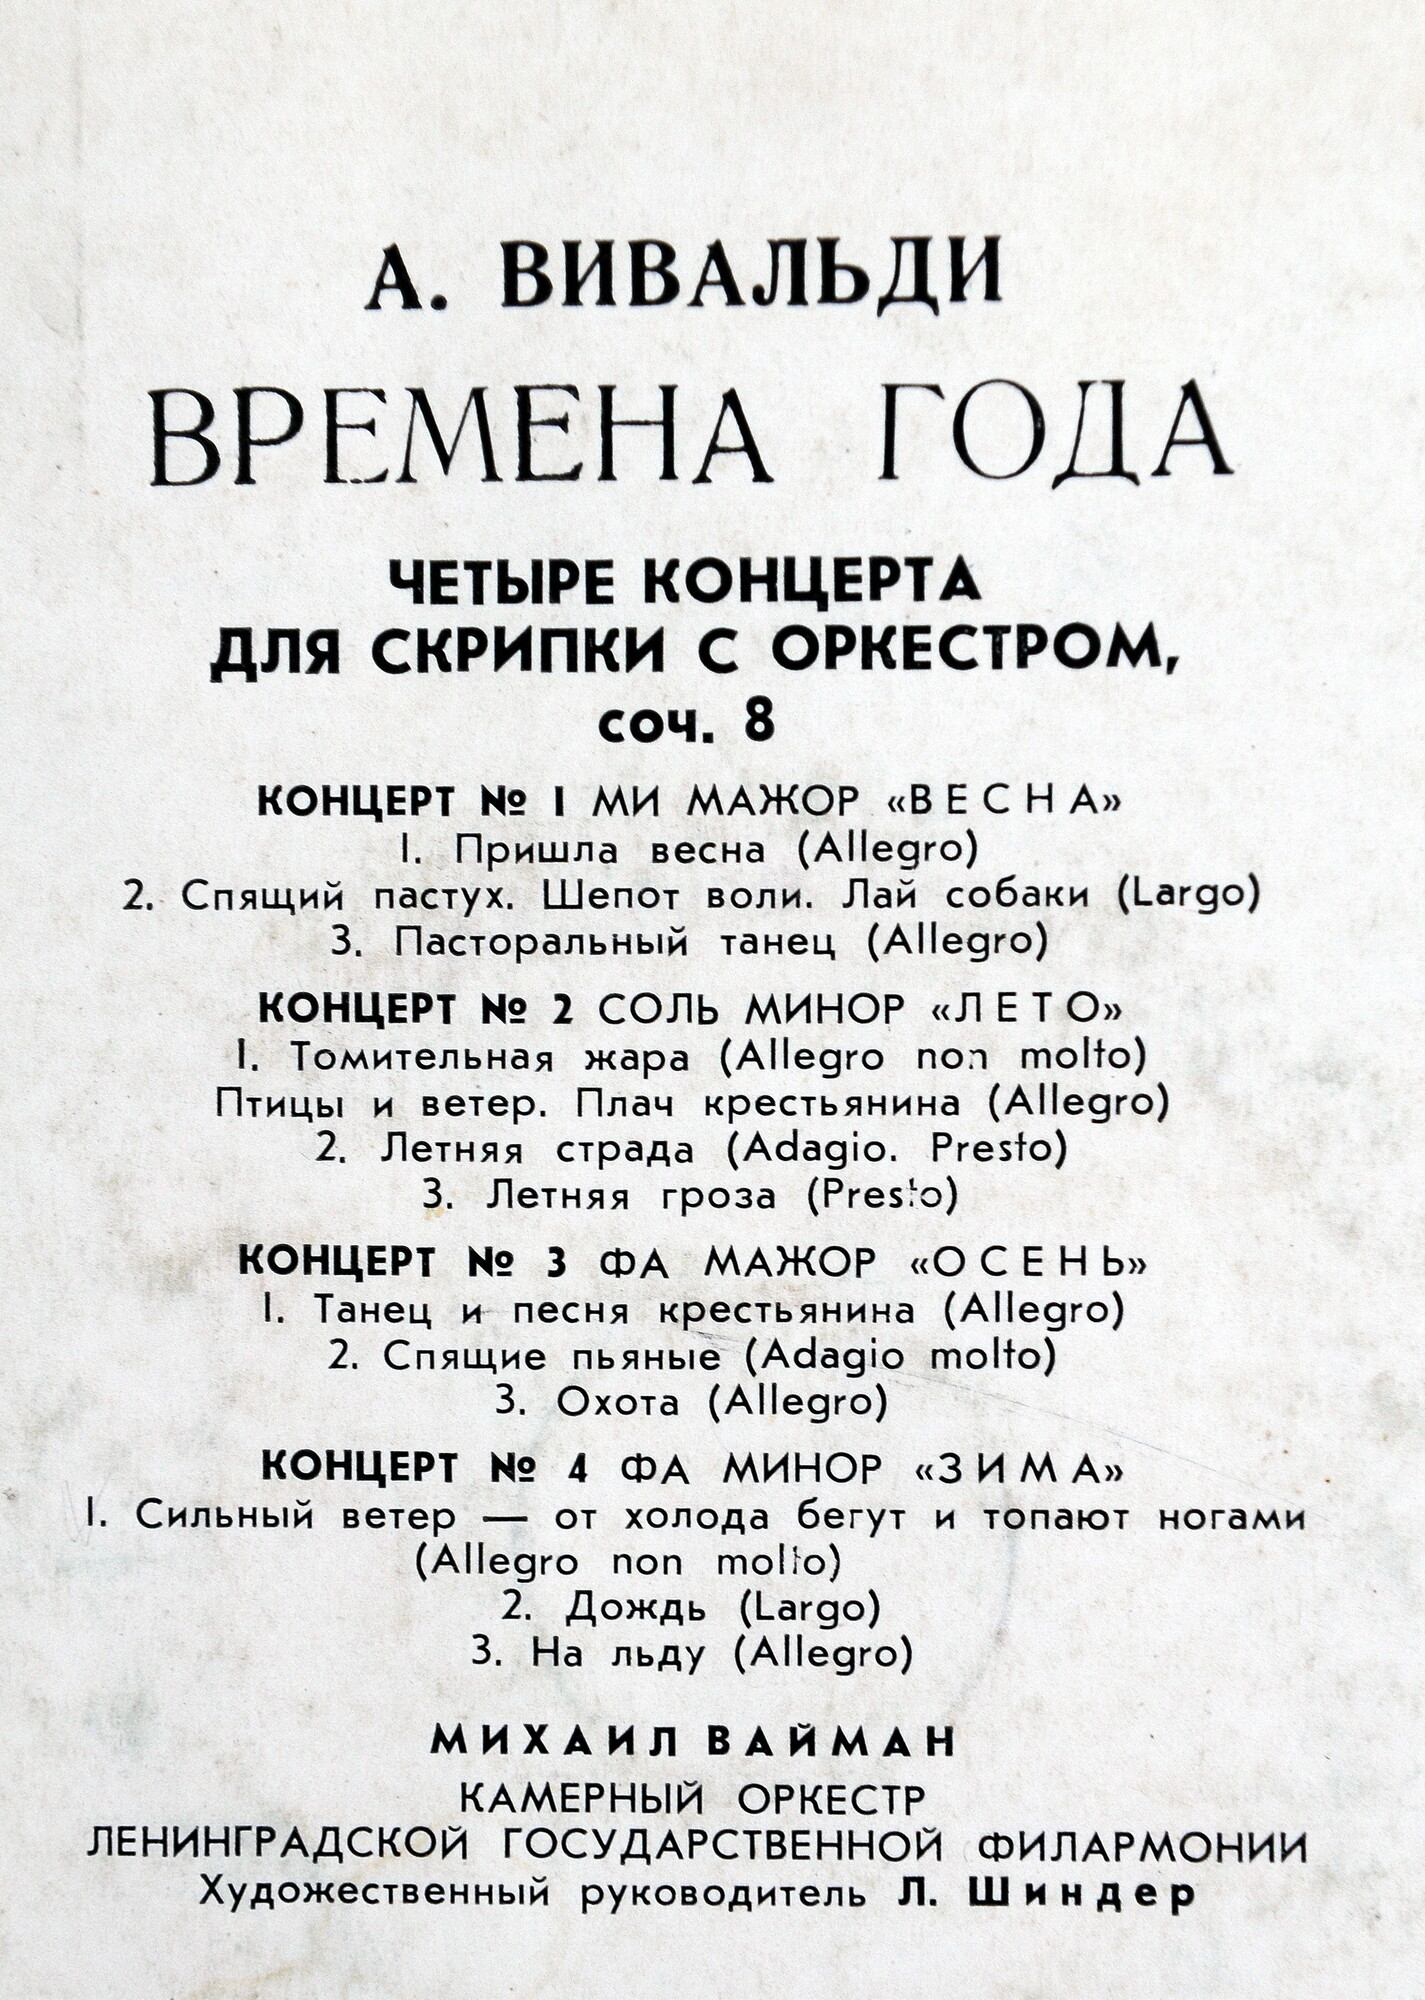 А. ВИВАЛЬДИ
ВРЕМЕНА ГОДА
ЧЕТЫРЕ КОНЦЕРТА
ДЛЯ СКРИПКИ С ОРКЕСТРОМ,
соч. 8
КОНЦЕРТ № 1 МИ МАЖОР «ВЕСНА»
1. Пришла весна (Allegro)
2. Спящий пастух. Шепот воли. Лай собаки (Largo)
3. Пасторальный танец (Allegro)
КОНЦЕРТ № 2 СОЛЬ МИНОР «ЛЕТО»
1. Томительная жара (Allegro non molto)
Птицы и ветер. Плач крестьянина (Allegro)
2. Летняя страда (Adagio. Presto)
3. Летняя гроза (Presto)
КОНЦЕРТ № 3 ФА МАЖОР «ОСЕНЬ»
1. Танец и песня крестьянина (Allegro)
2. Спящие пьяные (Adagio molto)
3. Охота (Allegro)
КОНЦЕРТ № 4 ФА МИНОР «ЗИМА»
1. Сильный ветер — от холода бегут и топают ногами
(Allegro non molto)
2. Дождь (Largo)
3. На льду (Allegro)
МИХАИЛ ВАЙМАН
КАМЕРНЫЙ ОРКЕСТР
ЛЕНИНГРАДСКОЙ ГОСУДАРСТВЕННОЙ ФИЛАРМОНИИ
Художественный руководитель Л. Шиндер